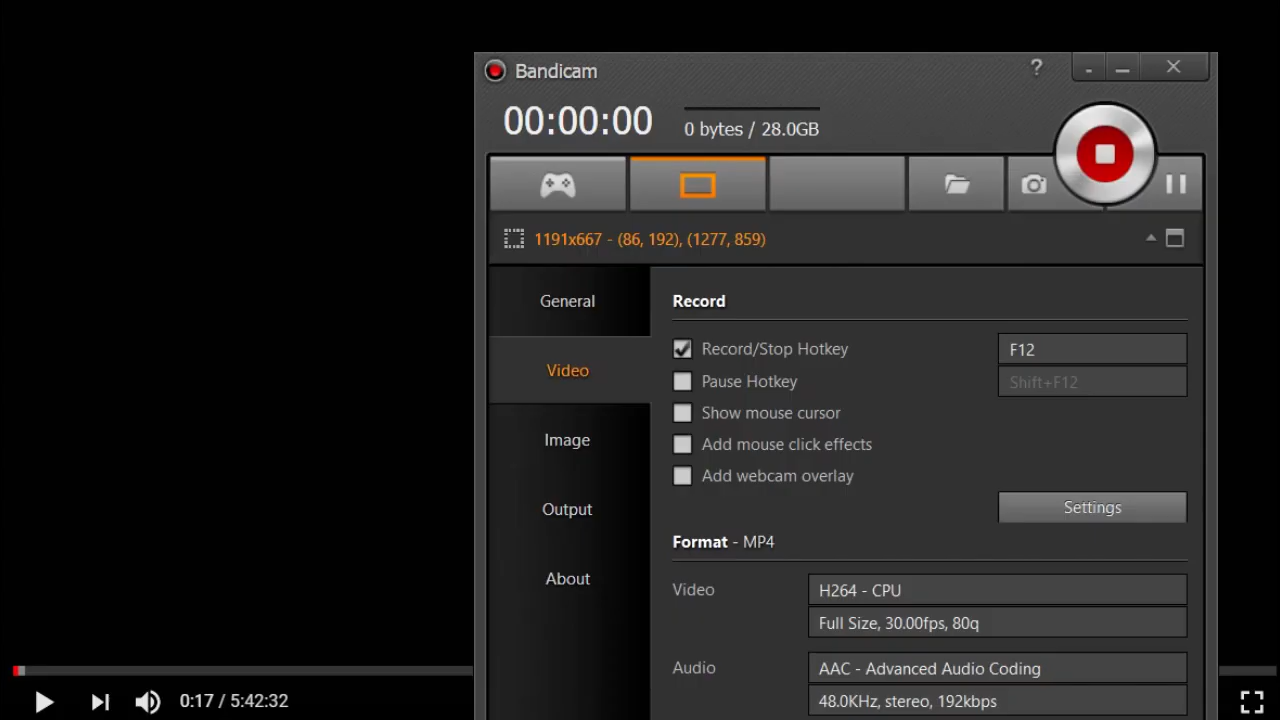 Bandicam
?
00:00:00
0 bytes / 28.0GB
1191x667 - (86, 192), (1277, 859)
General
Record
Record/Stop Hotkey
F12
Video
Pause Hotkey
Shift+F12
Show mouse cursor
Image
Add mouse click effects
Add webcam overlay
Output
Settings
Format - MP4
About
Video
H264 - CPU
Full Size, 30.00fps, 80q
Audio
AAC - Advanced Audio Coding
48.0KHz, stereo, 192kbps
0:17 / 5:42:32